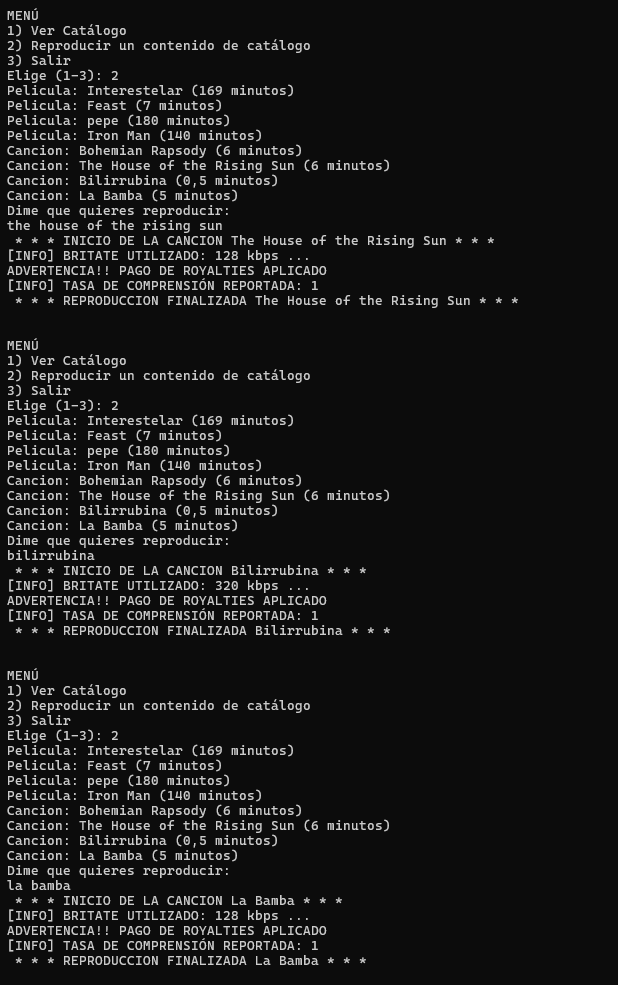 MENÚ
1) Ver Catálogo
2) Reproducir un contenido de catálogo
3) Salir
Elige (1-3): 2
Pelicula: Interestelar (169 minutos)
Pelicula: Feast (7 minutos)
Pelicula: pepe (180 minutos)
Pelicula: Iron Man (140 minutos)
Cancion: Bohemian Rapsody (6 minutos)
Cancion: The House of the Rising Sun (6 minutos)
Cancion: Bilirrubina (0,5 minutos)
Cancion: La Bamba (5 minutos)
Dime que quieres reproducir:
the house of the rising sun
* * * INICIO DE LA CANCION The House of the Rising Sun * * *
[INFO] BRITATE UTILIZADO: 128 kbps ...
ADVERTENCIA!! PAGO DE ROYALTIES APLICADO
[INFO] TASA DE COMPRENSIÓN REPORTADA: 1
* * * REPRODUCCION FINALIZADA The House of the Rising Sun * * *
MENÚ
1) Ver Catálogo
2) Reproducir un contenido de catálogo
3) Salir
Elige (1-3): 2
Pelicula: Interestelar (169 minutos)
Pelicula: Feast (7 minutos)
Pelicula: pepe (180 minutos)
Pelicula: Iron Man (140 minutos)
Cancion: Bohemian Rapsody (6 minutos)
Cancion: The House of the Rising Sun (6 minutos)
Cancion: Bilirrubina (0,5 minutos)
Cancion: La Bamba (5 minutos)
Dime que quieres reproducir:
bilirrubina
* * * INICIO DE LA CANCION Bilirrubina * * *
[INFO] BRITATE UTILIZADO: 320 kbps ...
ADVERTENCIA!! PAGO DE ROYALTIES APLICADO
[INFO] TASA DE COMPRENSIÓN REPORTADA: 1
* * * REPRODUCCION FINALIZADA Bilirrubina * * *
MENÚ
1) Ver Catálogo
2) Reproducir un contenido de catálogo
3) Salir
Elige (1-3): 2
Pelicula: Interestelar (169 minutos)
Pelicula: Feast (7 minutos)
Pelicula: pepe (180 minutos)
Pelicula: Iron Man (140 minutos)
Cancion: Bohemian Rapsody (6 minutos)
Cancion: The House of the Rising Sun (6 minutos)
Cancion: Bilirrubina (0,5 minutos)
Cancion: La Bamba (5 minutos)
Dime que quieres reproducir:
la bamba
* * * INICIO DE LA CANCION La Bamba * * *
[INFO] BRITATE UTILIZADO: 128 kbps ...
ADVERTENCIA!! PAGO DE ROYALTIES APLICADO
[INFO] TASA DE COMPRENSIÓN REPORTADA: 1
* * * REPRODUCCION FINALIZADA La Bamba * * *